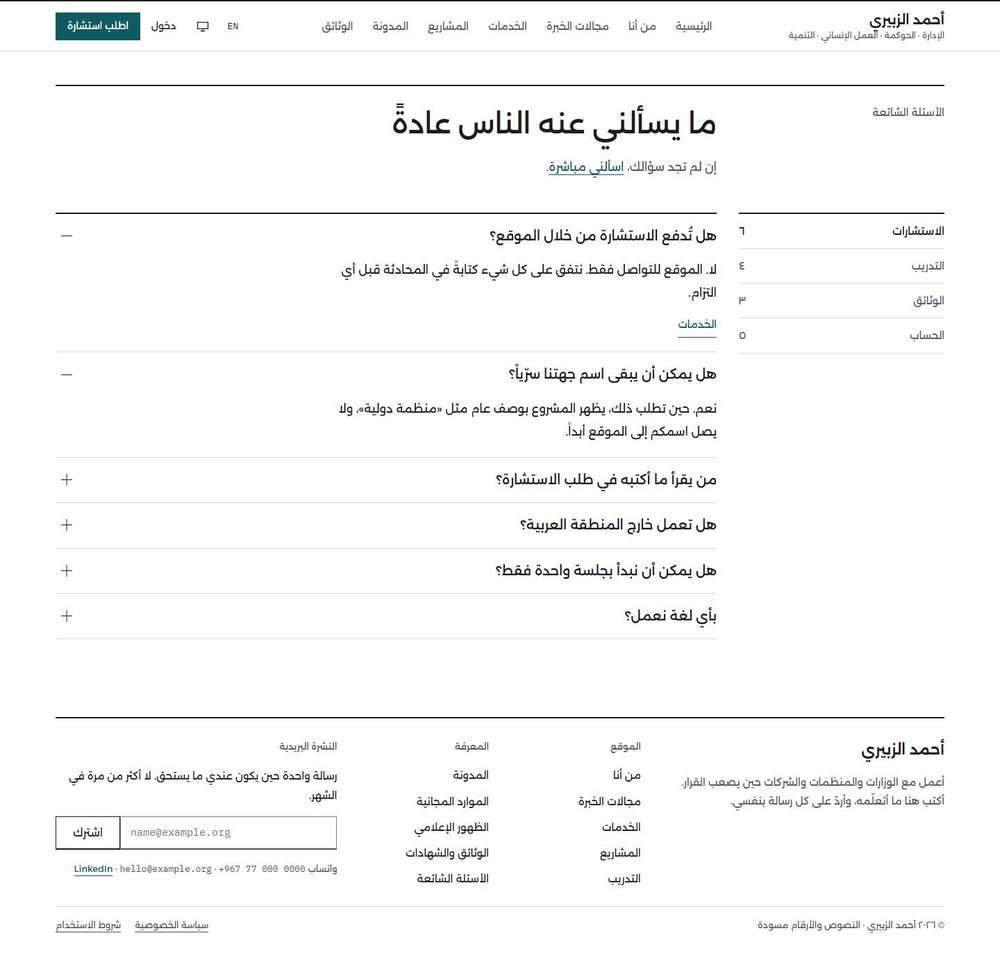 أحمد الزبيري
الإدارة · الحوكمة · العمل الإنساني · التنمية
الرئيسية
من أنا
مجالات الخبرة
الخدمات
المشاريع
المدونة
الوثائق
EN
دخول
اطلب استشارة
الأسئلة الشائعة
ما يسألني عنه الناس عادةً
إن لم تجد سؤالك، اسألني مباشرة.
الاستشارات ٦
التدريب ٤
الوثائق ٣
الحساب ٥
هل تُدفع الاستشارة من خلال الموقع؟
لا. الموقع للتواصل فقط. نتفق على كل شيء كتابةً في المحادثة قبل أي
التزام.
الخدمات
هل يمكن أن يبقى اسم جهتنا سرّياً؟
نعم. حين تطلب ذلك، يظهر المشروع بوصف عام مثل «منظمة دولية»، ولا
يصل اسمكم إلى الموقع أبداً.
من يقرأ ما أكتبه في طلب الاستشارة؟
هل تعمل خارج المنطقة العربية؟
هل يمكن أن نبدأ بجلسة واحدة فقط؟
بأي لغة نعمل؟
أحمد الزبيري
أعمل مع الوزارات والمنظمات والشركات حين يصعب القرار.
أكتب هنا ما أتعلّمه، وأردّ على كل رسالة بنفسي.
الموقع
من أنا
مجالات الخبرة
الخدمات
المشاريع
التدريب
المعرفة
المدونة
الموارد المجانية
الظهور الإعلامي
الوثائق والشهادات
الأسئلة الشائعة
النشرة البريدية
رسالة واحدة حين يكون عندي ما يستحق. لا أكثر من مرة في
الشهر.
name@example.org
اشترك
واتساب 0000 000 77 967+ · hello@example.org · LinkedIn
© ٢٠٢٦ أحمد الزبيري · النصوص والأرقام مسودة
سياسة الخصوصية
شروط الاستخدام